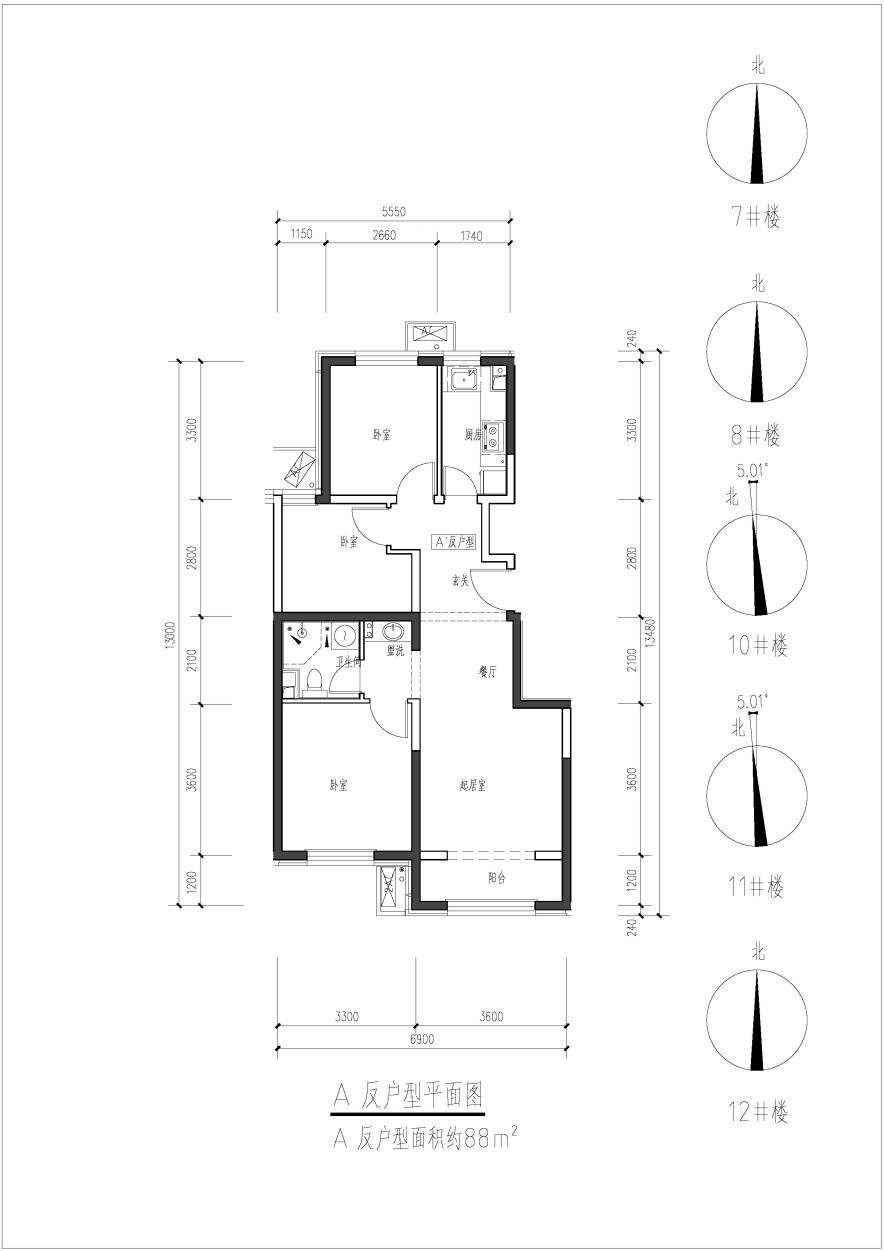 北
7#楼
北
8#楼
5.01°
北
10#楼
5.01°
北
11#楼
北
12#楼
5550
1150 2660 1740
240
3300
2800
2100
3600
1200
13000
3300
2800
2100
3600
1200
240
13480
卧室
厨房
卧室
A'反户型
玄关
卫生间
盥洗
餐厅
卧室
起居室
阳台
3300 3600
6900
A 反户型平面图
A 反户型面积约88m²